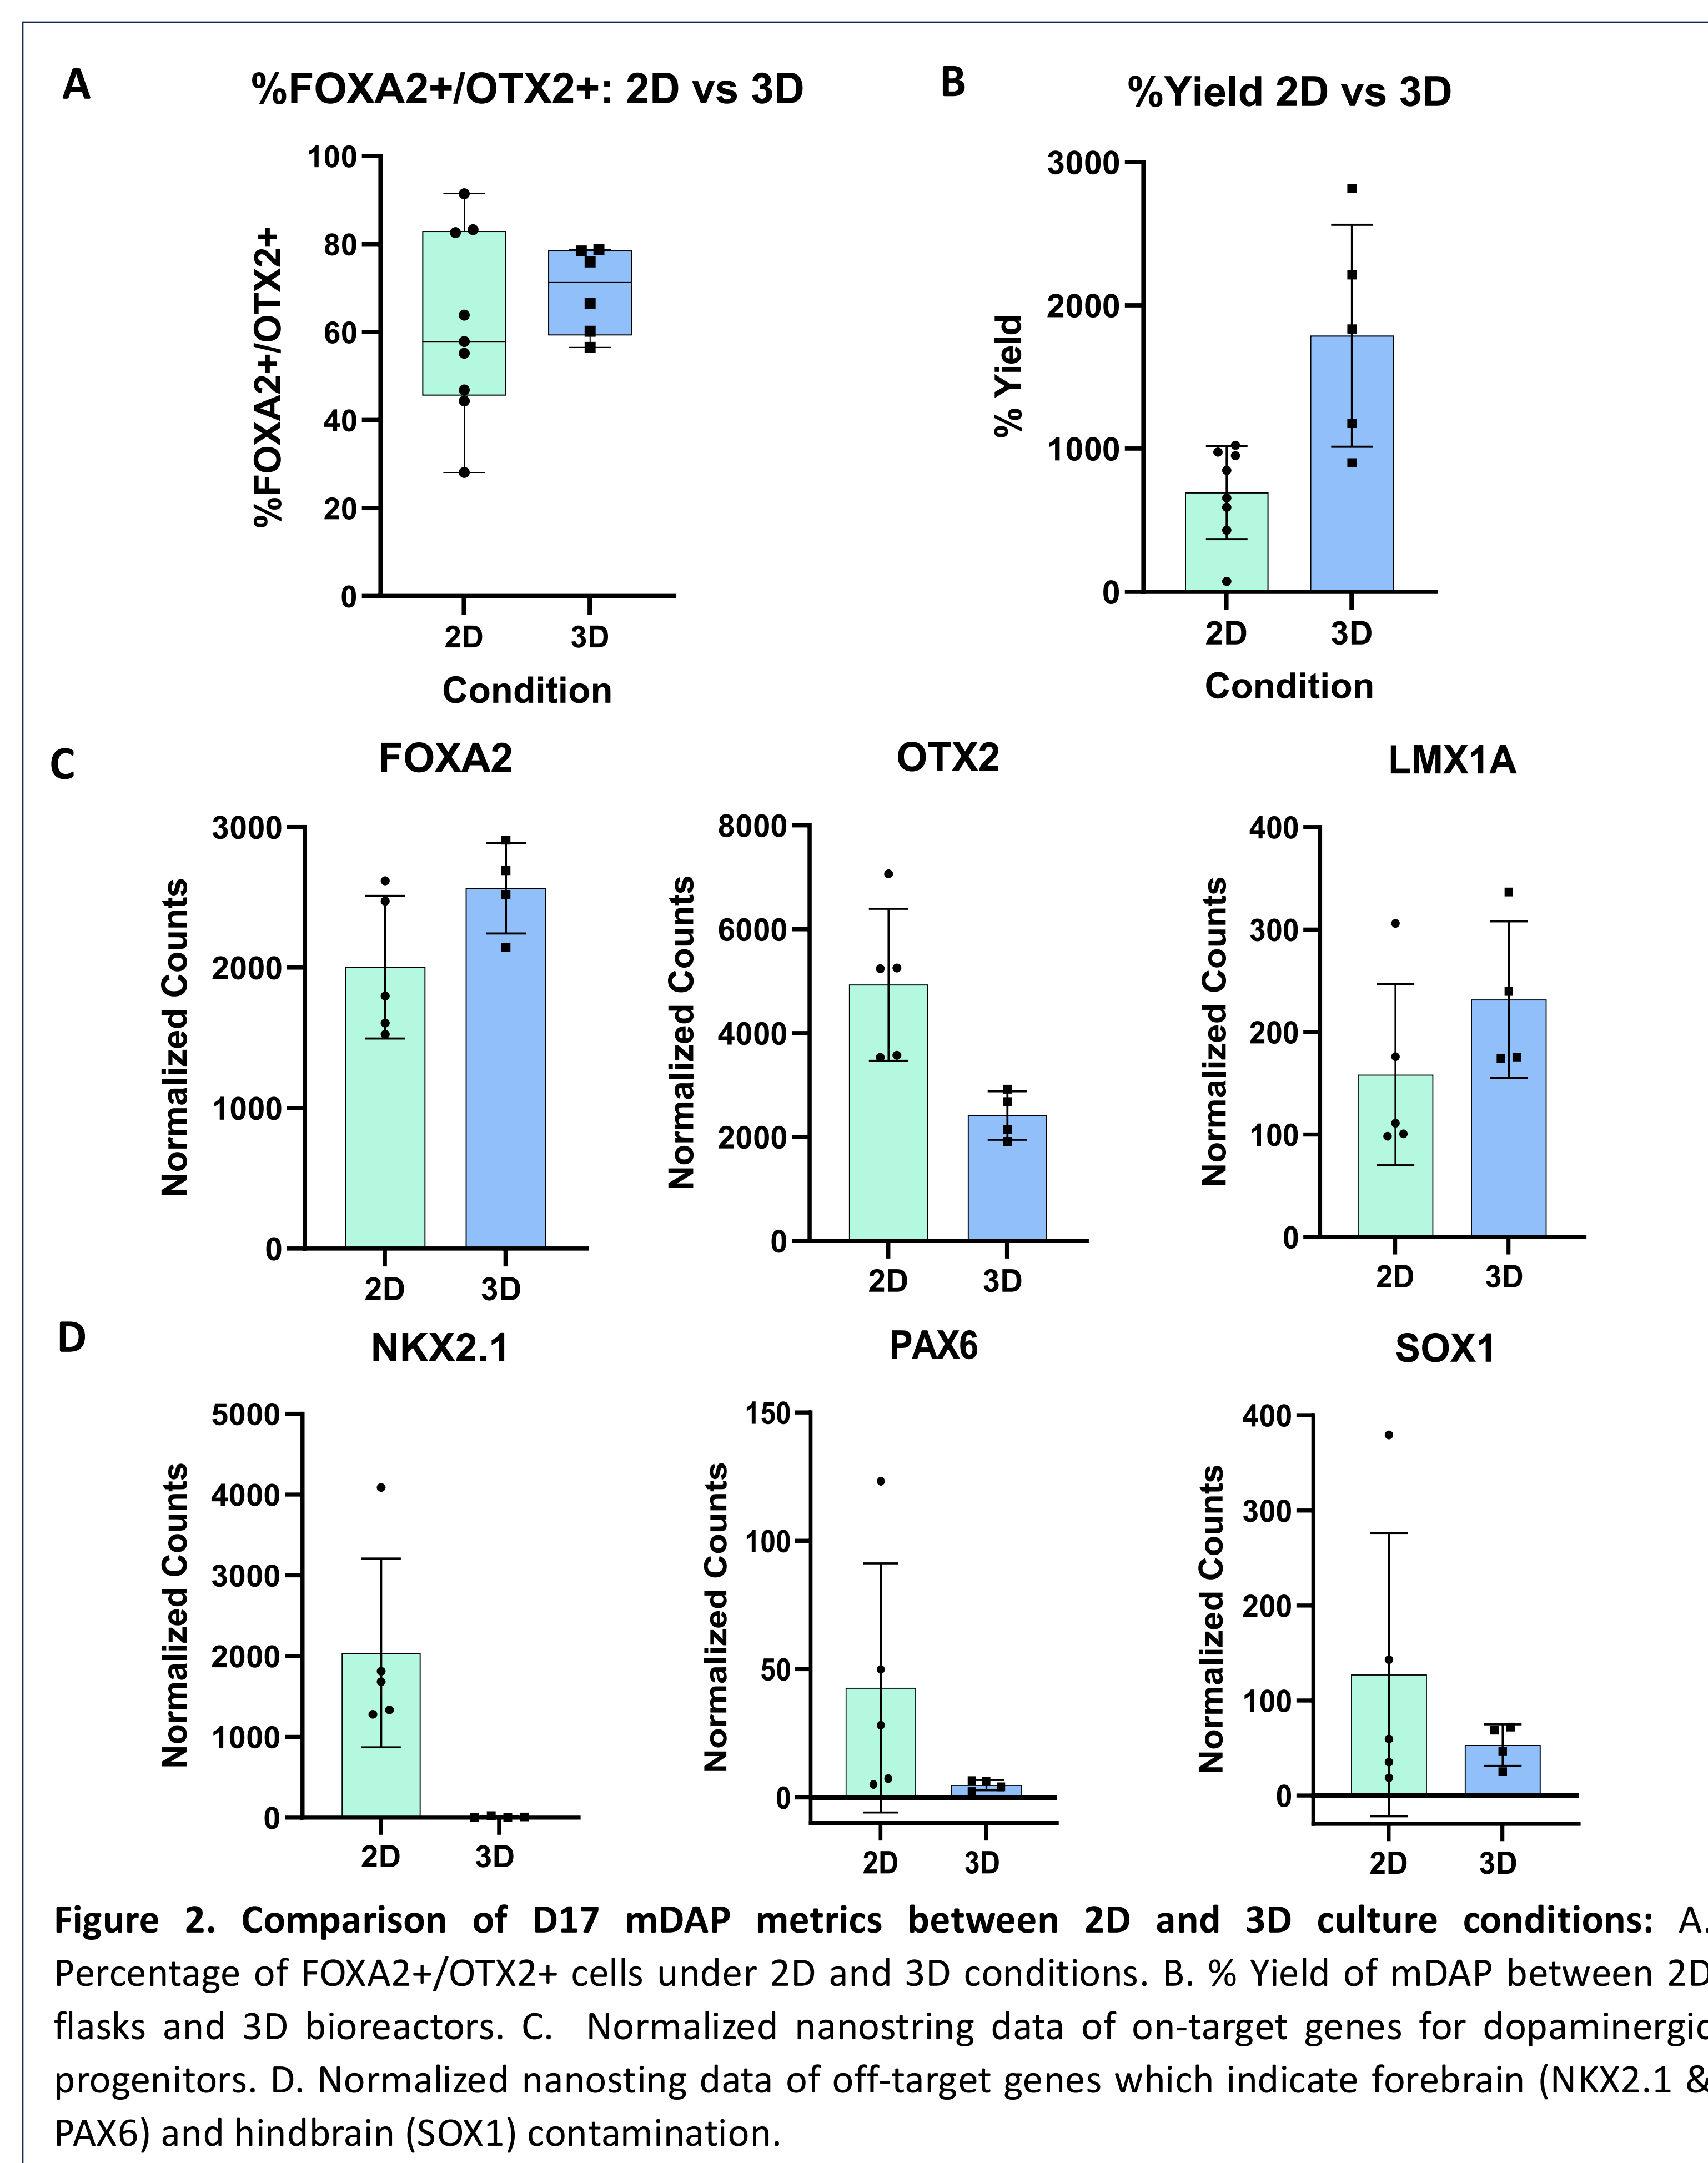 A
%FOXA2+/OTX2+: 2D vs 3D
%FOXA2+/OTX2+
100
80
60
40
20
0
2D
3D
Condition
B
%Yield 2D vs 3D
% Yield
3000
2000
1000
0
2D
3D
Condition
C
FOXA2
Normalized Counts
3000
2000
1000
0
2D
3D
OTX2
Normalized Counts
8000
6000
4000
2000
0
2D
3D
LMX1A
Normalized Counts
400
300
200
100
0
2D
3D
D
NKX2.1
Normalized Counts
5000
4000
3000
2000
1000
0
2D
3D
PAX6
Normalized Counts
150
100
50
0
2D
3D
SOX1
Normalized Counts
400
300
200
100
0
2D
3D
Figure 2. Comparison of D17 mDAP metrics between 2D and 3D culture conditions: A.
Percentage of FOXA2+/OTX2+ cells under 2D and 3D conditions. B. % Yield of mDAP between 2D
flasks and 3D bioreactors. C. Normalized nanostring data of on-target genes for dopaminergic
progenitors. D. Normalized nanosting data of off-target genes which indicate forebrain (NKX2.1 &
PAX6) and hindbrain (SOX1) contamination.